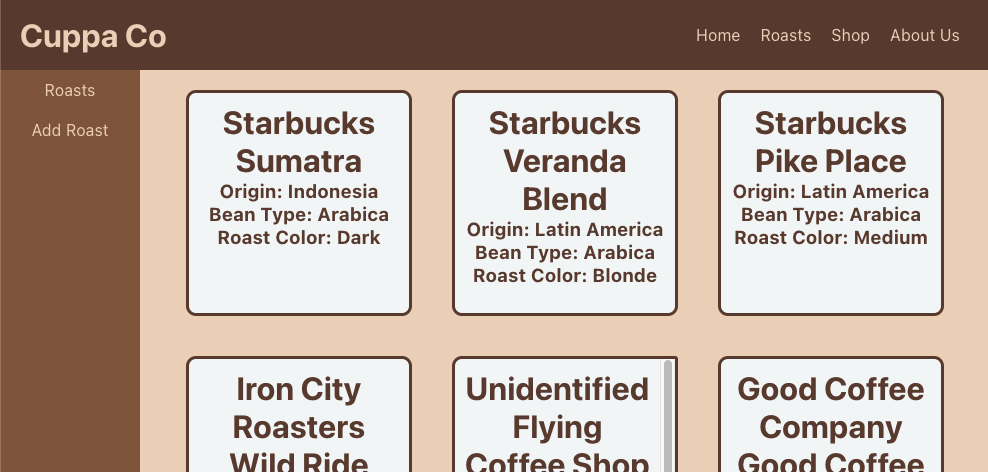 Cuppa Co
Home Roasts Shop About Us
Roasts
Add Roast
Starbucks
Sumatra
Origin: Indonesia
Bean Type: Arabica
Roast Color: Dark
Starbucks
Veranda
Blend
Origin: Latin America
Bean Type: Arabica
Roast Color: Blonde
Starbucks
Pike Place
Origin: Latin America
Bean Type: Arabica
Roast Color: Medium
Iron City
Roasters
Wild Ride
Unidentified
Flying
Coffee Shop
Good Coffee
Company
Good Coffee